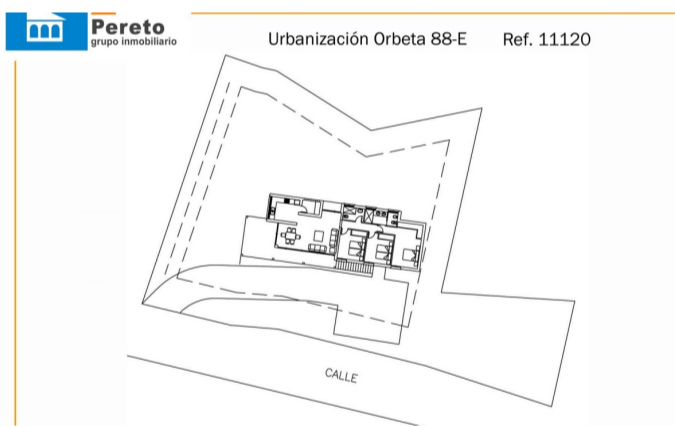 Pereto
grupo inmobiliario
Urbanización Orbeta 88-E Ref. 11120
CALLE